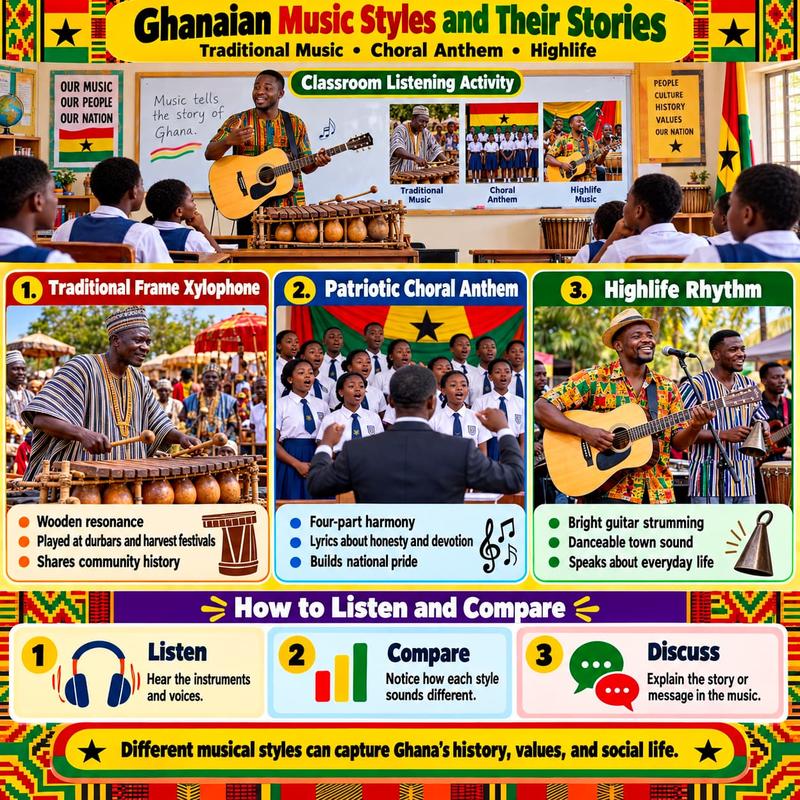 Ghanaian Music Styles and Their Stories
Traditional Music • Choral Anthem • Highlife
Classroom Listening Activity
OUR MUSIC
OUR PEOPLE
OUR NATION
Music tells
the story of
Ghana.
Traditional
Music
Choral
Anthem
Highlife
Music
PEOPLE
CULTURE
HISTORY
VALUES
OUR NATION
1. Traditional Frame Xylophone
Wooden resonance
Played at durbars and harvest festivals
Shares community history
2. Patriotic Choral Anthem
Four-part harmony
Lyrics about honesty and devotion
Builds national pride
3. Highlife Rhythm
Bright guitar strumming
Danceable town sound
Speaks about everyday life
How to Listen and Compare
1 Listen
Hear the instruments
and voices.
2 Compare
Notice how each style
sounds different.
3 Discuss
Explain the story or
message in the music.
Different musical styles can capture Ghana's history, values, and social life.